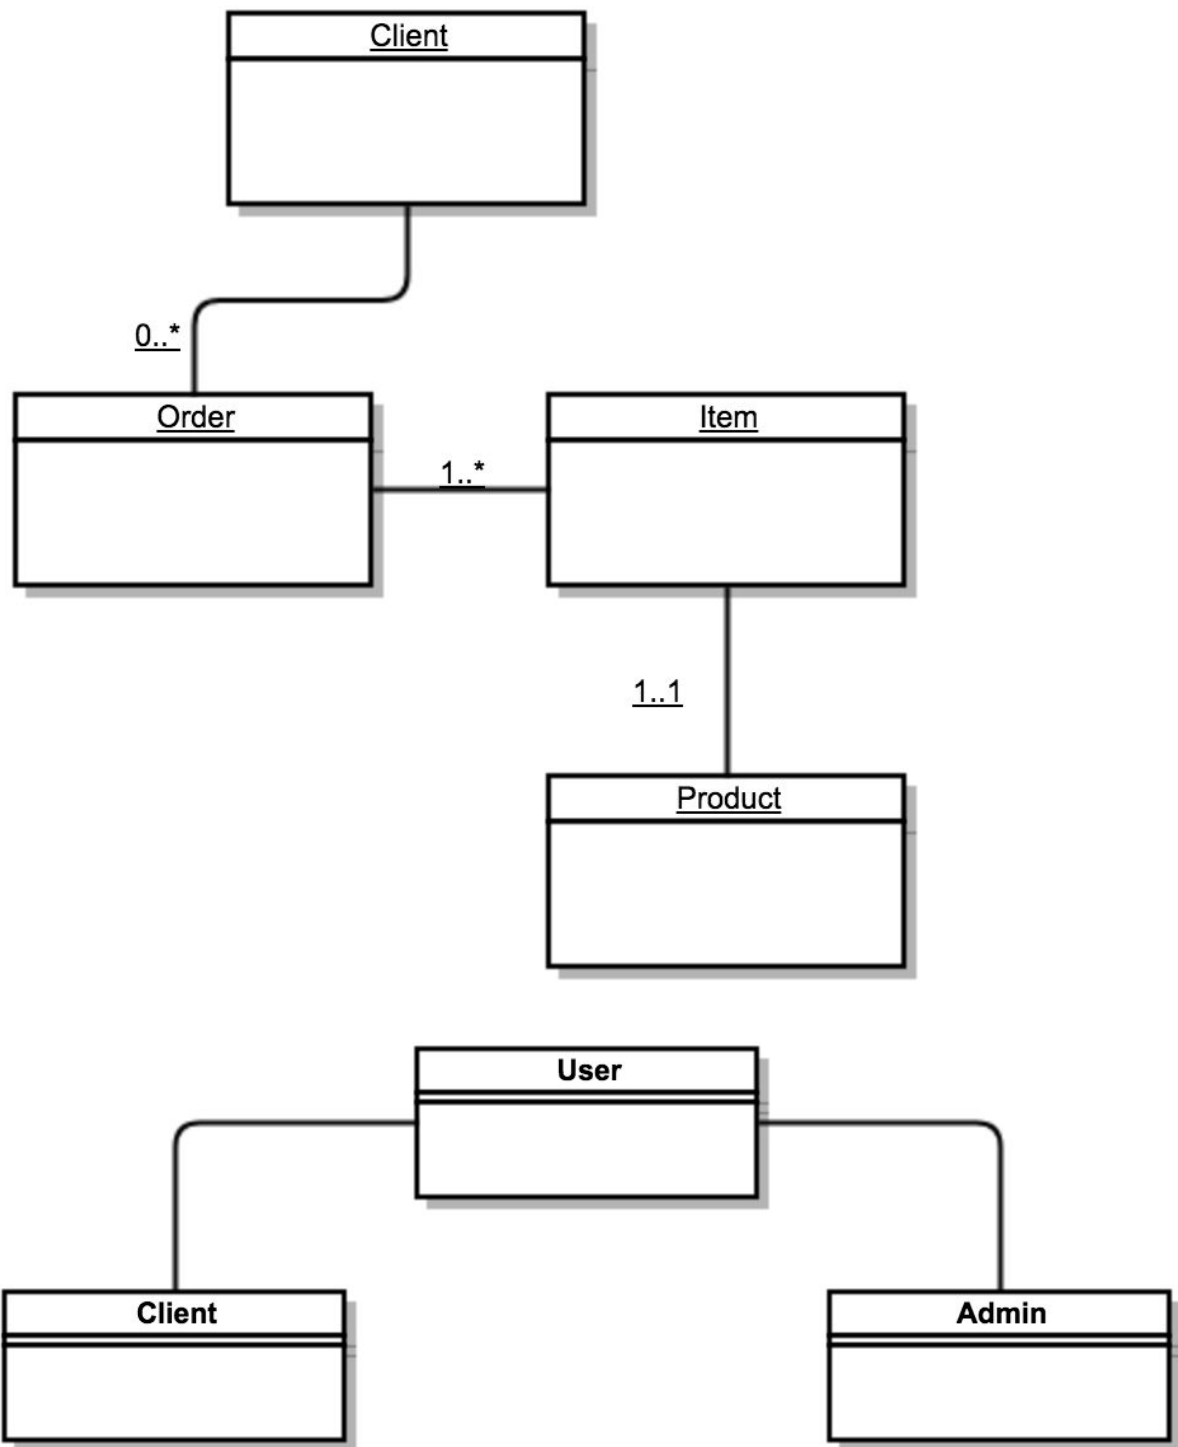 Client
0..*
Order
1..*
Item
1..1
Product
User
Client
Admin